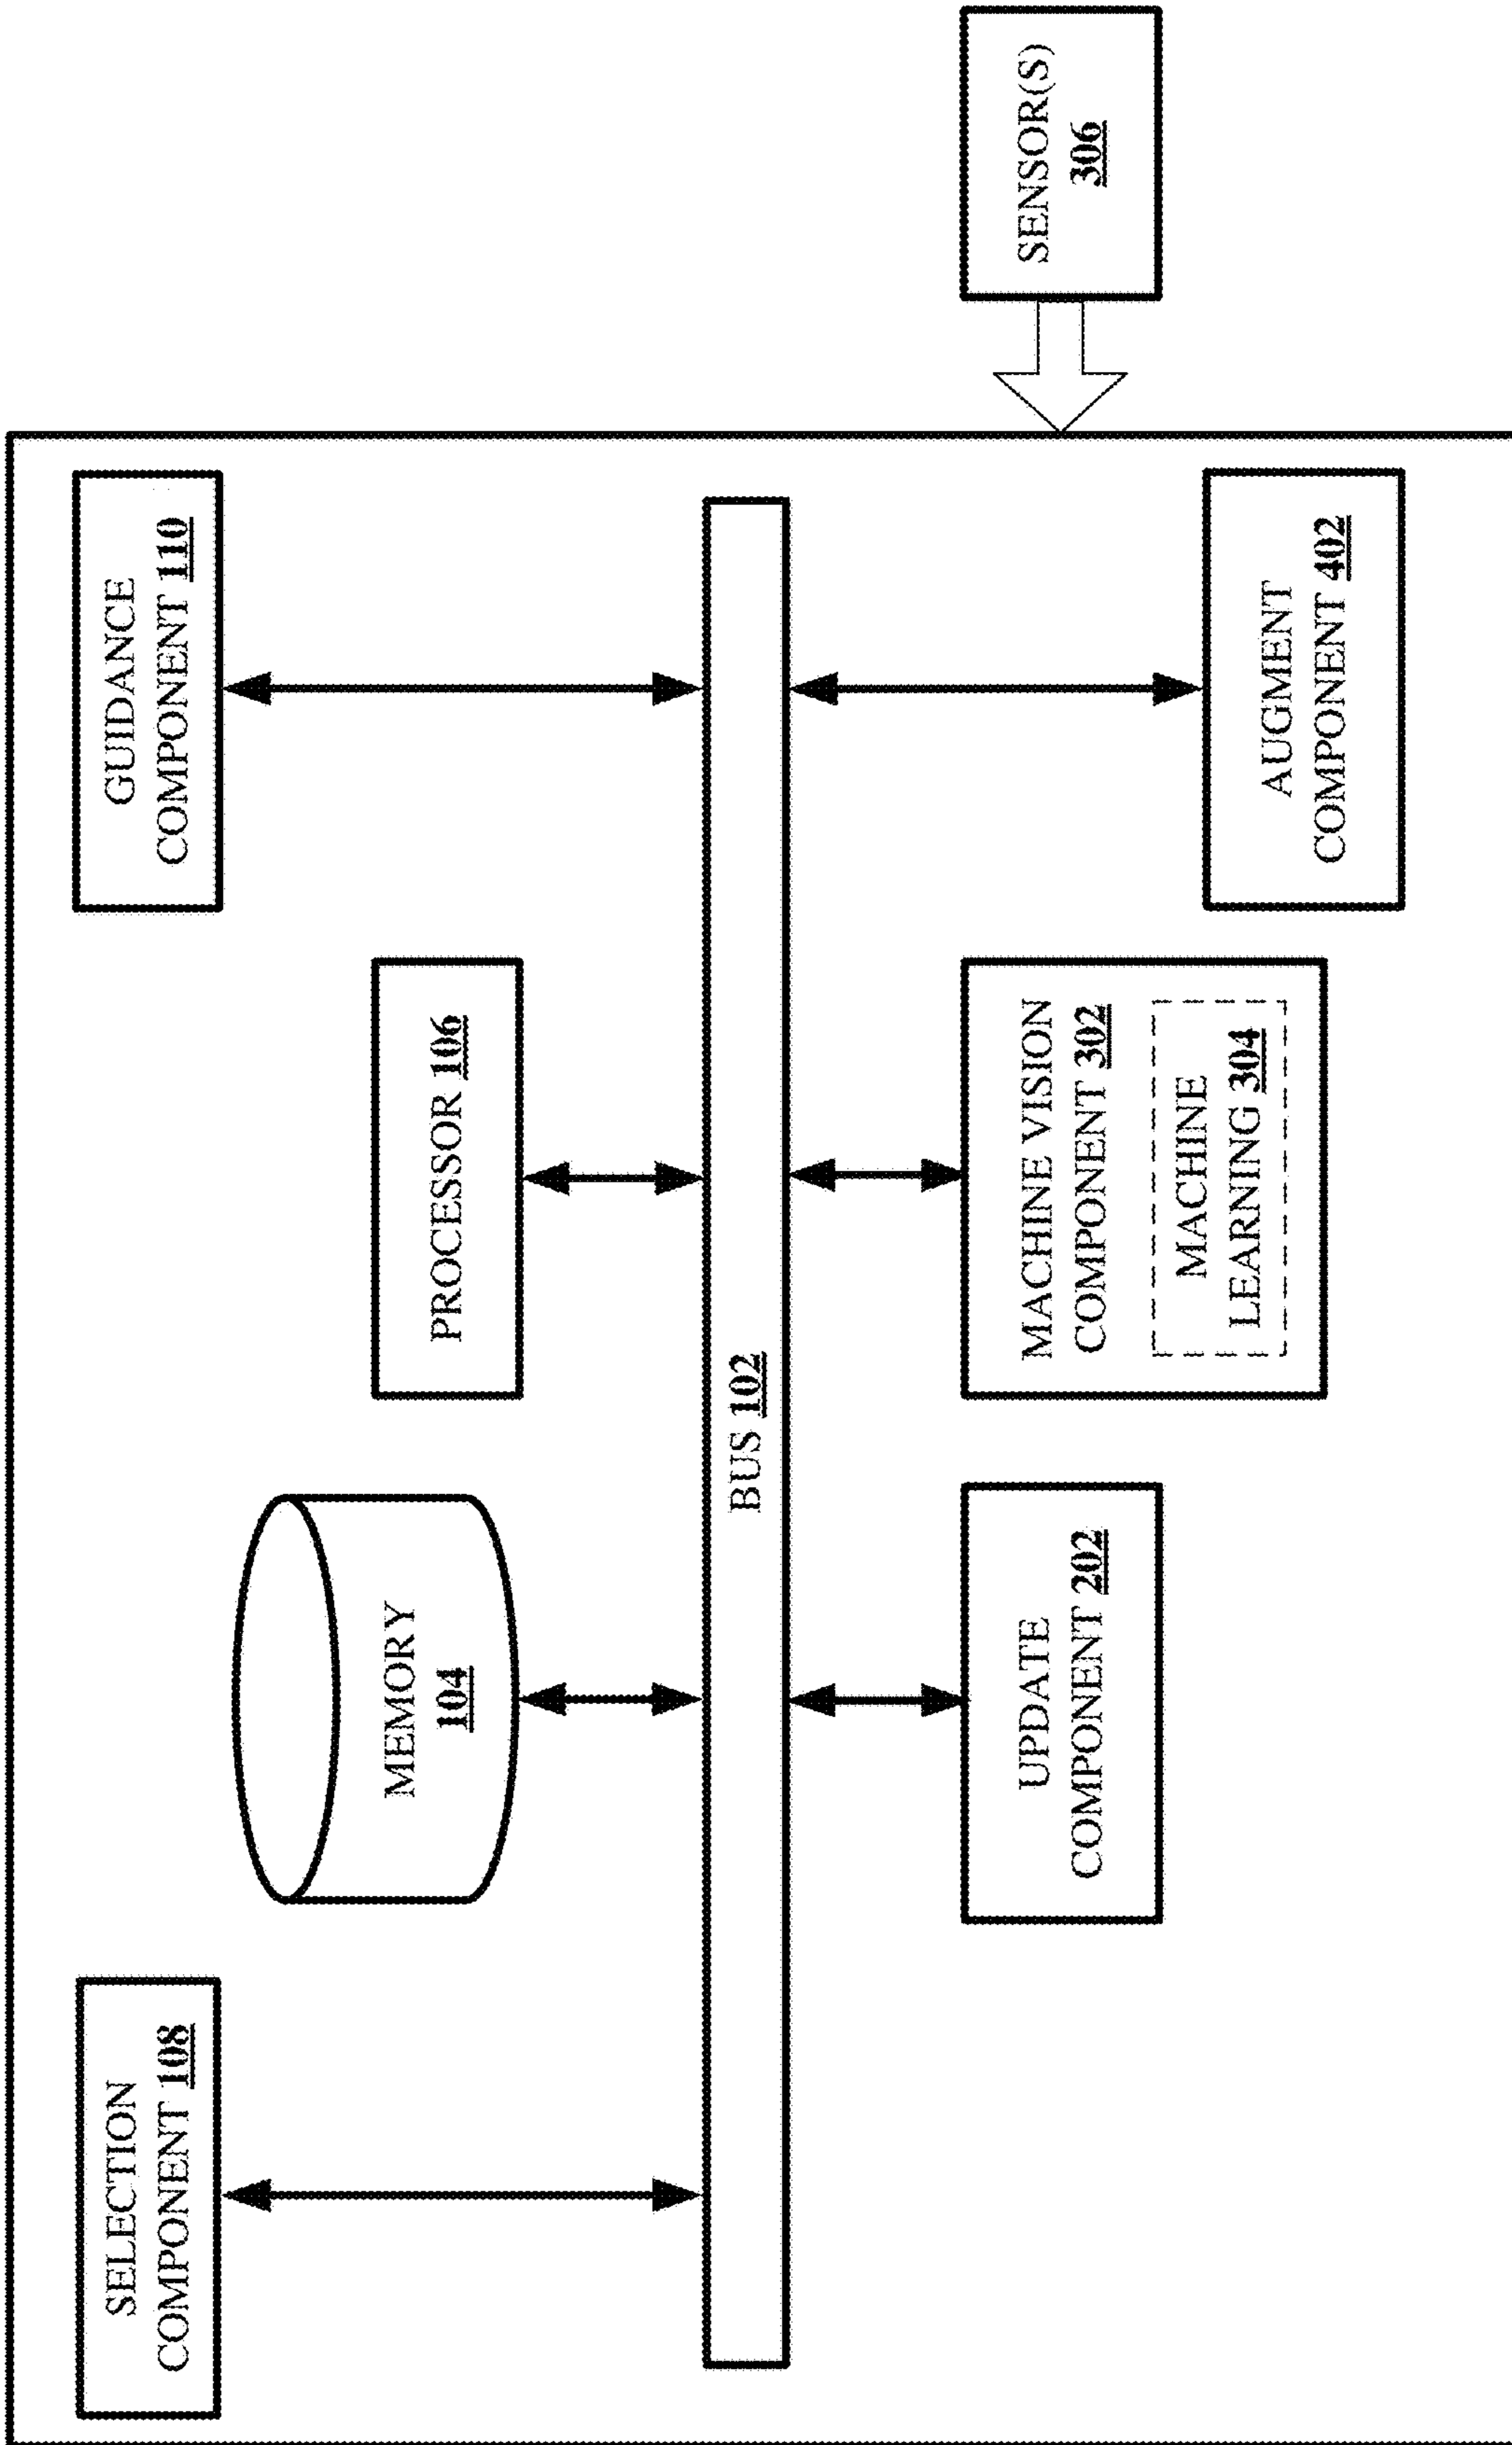 SELECTION
COMPONENT 108
MEMORY
104
PROCESSOR 106
GUIDANCE
COMPONENT 110
BUS 102
UPDATE
COMPONENT 202
MACHINE VISION
COMPONENT 302
MACHINE
LEARNING 304
AUGMENT
COMPONENT 402
SENSOR(S)
306